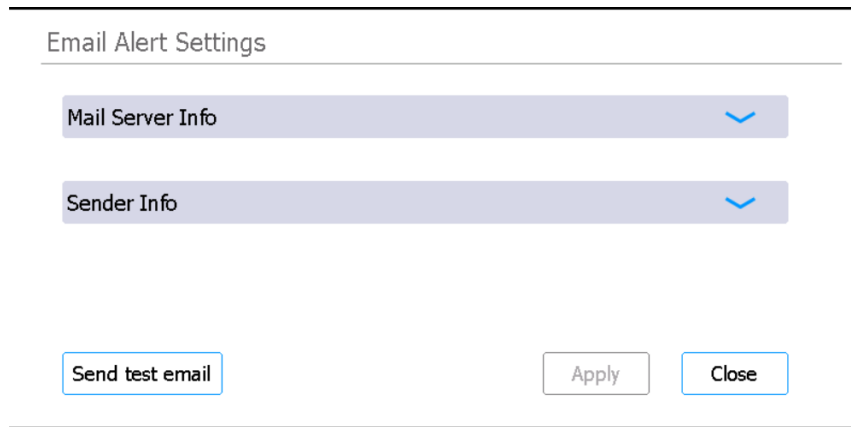 Email Alert Settings
Mail Server Info
Sender Info
Send test email
Apply
Close